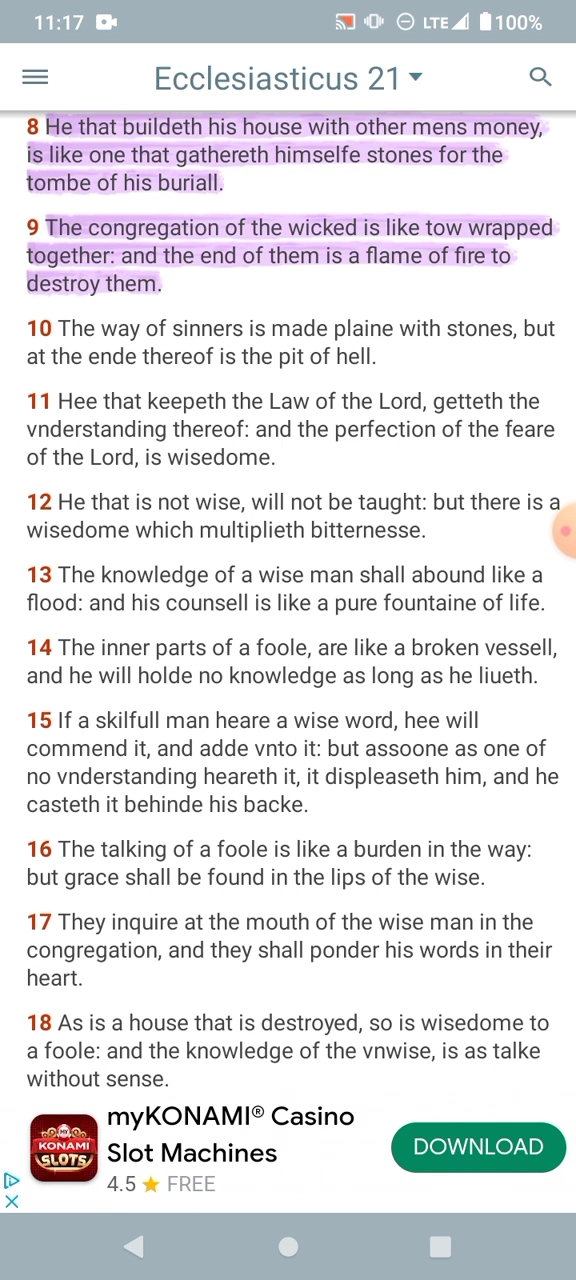 11:17 LTE 100%
Ecclesiasticus 21
8 He that buildeth his house with other mens money,
is like one that gathereth himselfe stones for the
tombe of his buriall.
9 The congregation of the wicked is like tow wrapped
together: and the end of them is a flame of fire to
destroy them.
10 The way of sinners is made plaine with stones, but
at the ende thereof is the pit of hell.
11 Hee that keepeth the Law of the Lord, getteth the
vnderstanding thereof: and the perfection of the feare
of the Lord, is wisedome.
12 He that is not wise, will not be taught: but there is a
wisedome which multiplieth bitternesse.
13 The knowledge of a wise man shall abound like a
flood: and his counsell is like a pure fountaine of life.
14 The inner parts of a foole, are like a broken vessell,
and he will holde no knowledge as long as he liueth.
15 If a skilfull man heare a wise word, hee will
commend it, and adde vnto it: but assoone as one of
no vnderstanding heareth it, it displeaseth him, and he
casteth it behinde his backe.
16 The talking of a foole is like a burden in the way:
but grace shall be found in the lips of the wise.
17 They inquire at the mouth of the wise man in the
congregation, and they shall ponder his words in their
heart.
18 As is a house that is destroyed, so is wisedome to
a foole: and the knowledge of the vnwise, is as talke
without sense.
MY
KONAMI
SLOTS
myKONAMI® Casino
Slot Machines
4.5 ★ FREE
DOWNLOAD